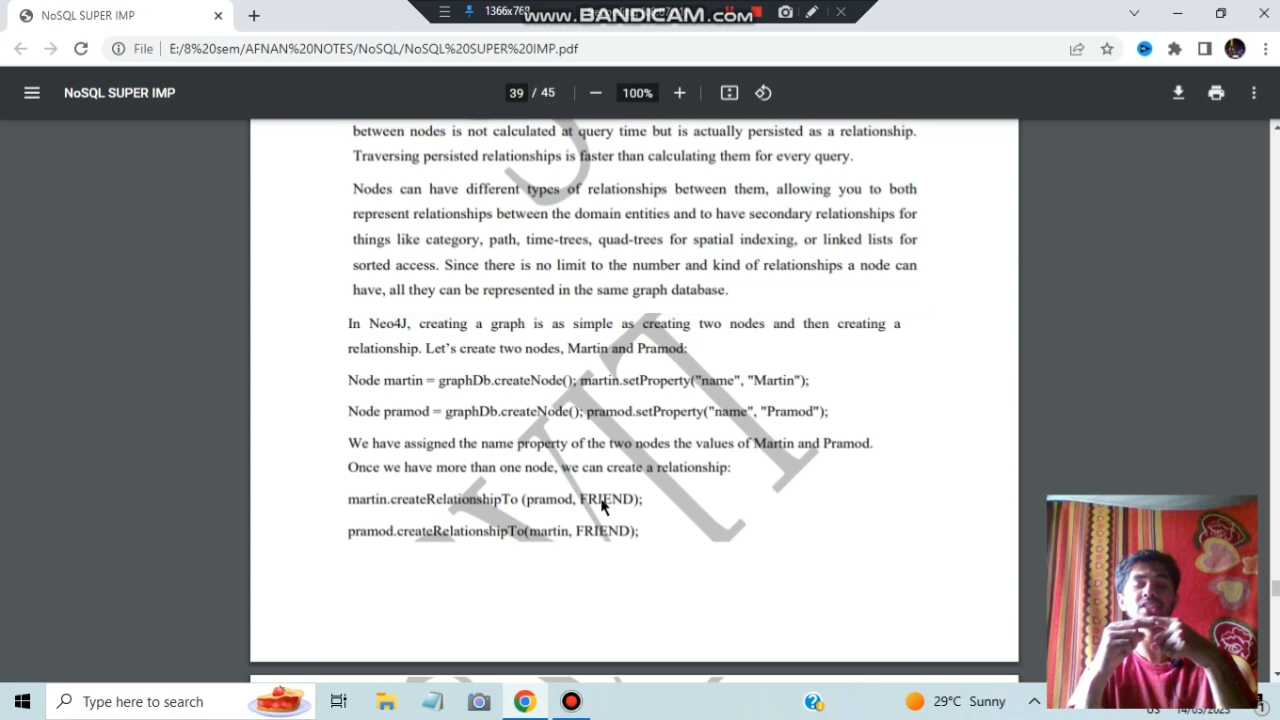 NoSQL SUPER IMP
1366x768
www.BANDICAM.com
File
E:/8%20sem/AFNAN%20NOTES/NoSQL/NoSQL%20SUPER%20IMP.pdf
NoSQL SUPER IMP
39 / 45
100%
between nodes is not calculated at query time but is actually persisted as a relationship.
Traversing persisted relationships is faster than calculating them for every query.
Nodes can have different types of relationships between them, allowing you to both
represent relationships between the domain entities and to have secondary relationships for
things like category, path, time-trees, quad-trees for spatial indexing, or linked lists for
sorted access. Since there is no limit to the number and kind of relationships a node can
have, all they can be represented in the same graph database.
In Neo4J, creating a graph is as simple as creating two nodes and then creating a
relationship. Let's create two nodes, Martin and Pramod:
Node martin = graphDb.createNode(); martin.setProperty("name", "Martin");
Node pramod = graphDb.createNode(); pramod.setProperty("name", "Pramod");
We have assigned the name property of the two nodes the values of Martin and Pramod.
Once we have more than one node, we can create a relationship:
martin.createRelationshipTo (pramod, FRIEND);
pramod.createRelationshipTo(martin, FRIEND);
VIT
Type here to search
29°C Sunny